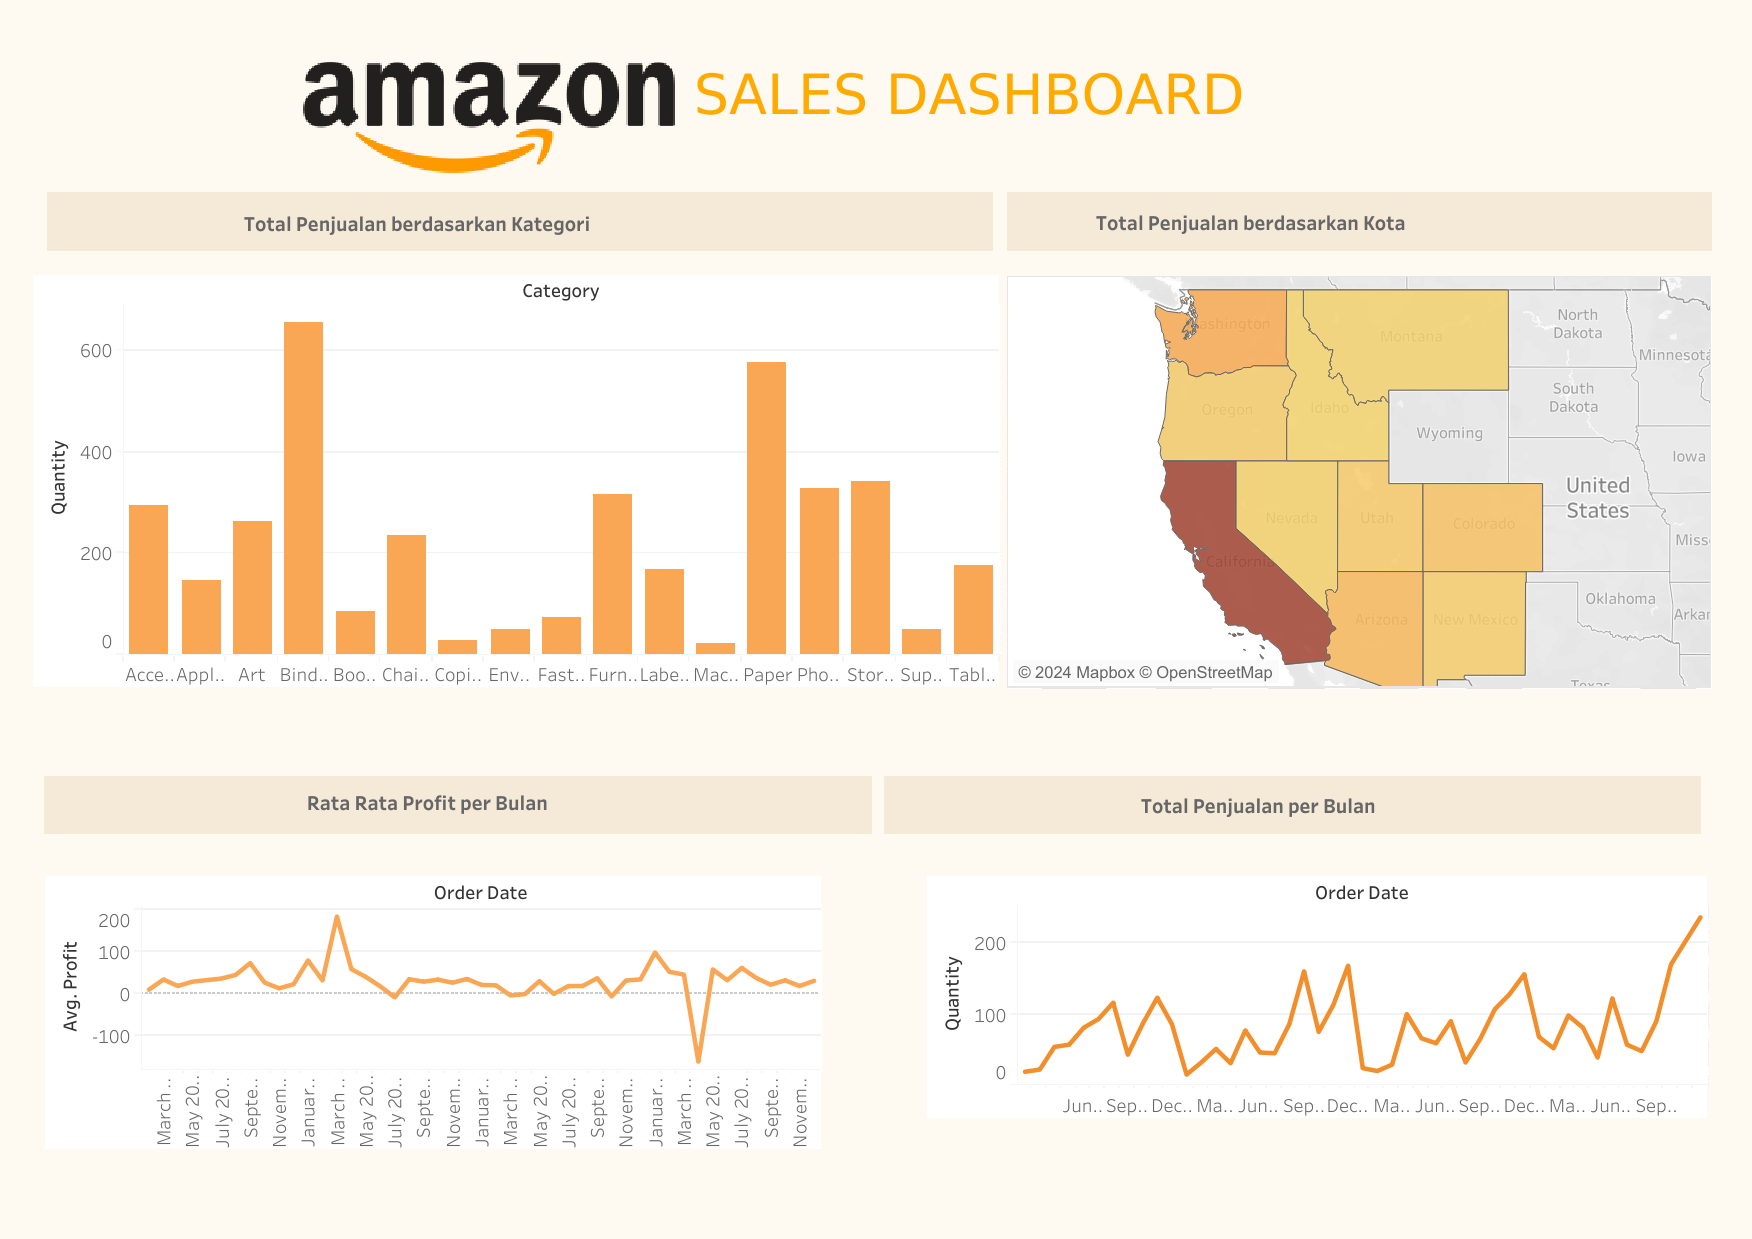 amazon SALES DASHBOARD
Total Penjualan berdasarkan Kategori
Total Penjualan berdasarkan Kota
Category
Quantity
600
400
200
0
Acce.. Appl.. Art Bind.. Boo.. Chai.. Copi.. Env.. Fast.. Furn.. Labe.. Mac.. Paper Pho.. Stor.. Sup.. Tabl..
Washington
Montana
North
Dakota
Minnesota
Oregon
Idaho
South
Dakota
Wyoming
Iowa
United
States
Nevada
Utah
Colorado
Miss
California
Oklahoma
Arizona
New Mexico
Arkar
Texas
© 2024 Mapbox © OpenStreetMap
Rata Rata Profit per Bulan
Total Penjualan per Bulan
Order Date
Avg. Profit
200
100
0
-100
March ..
May 20..
July 20..
Septe..
Novem..
Januar..
March ..
May 20..
July 20..
Septe..
Novem..
Januar..
March ..
May 20..
July 20..
Septe..
Novem..
Januar..
March ..
May 20..
July 20..
Septe..
Novem..
Order Date
Quantity
200
100
0
Jun.. Sep.. Dec.. Ma.. Jun.. Sep.. Dec.. Ma.. Jun.. Sep.. Dec.. Ma.. Jun.. Sep..